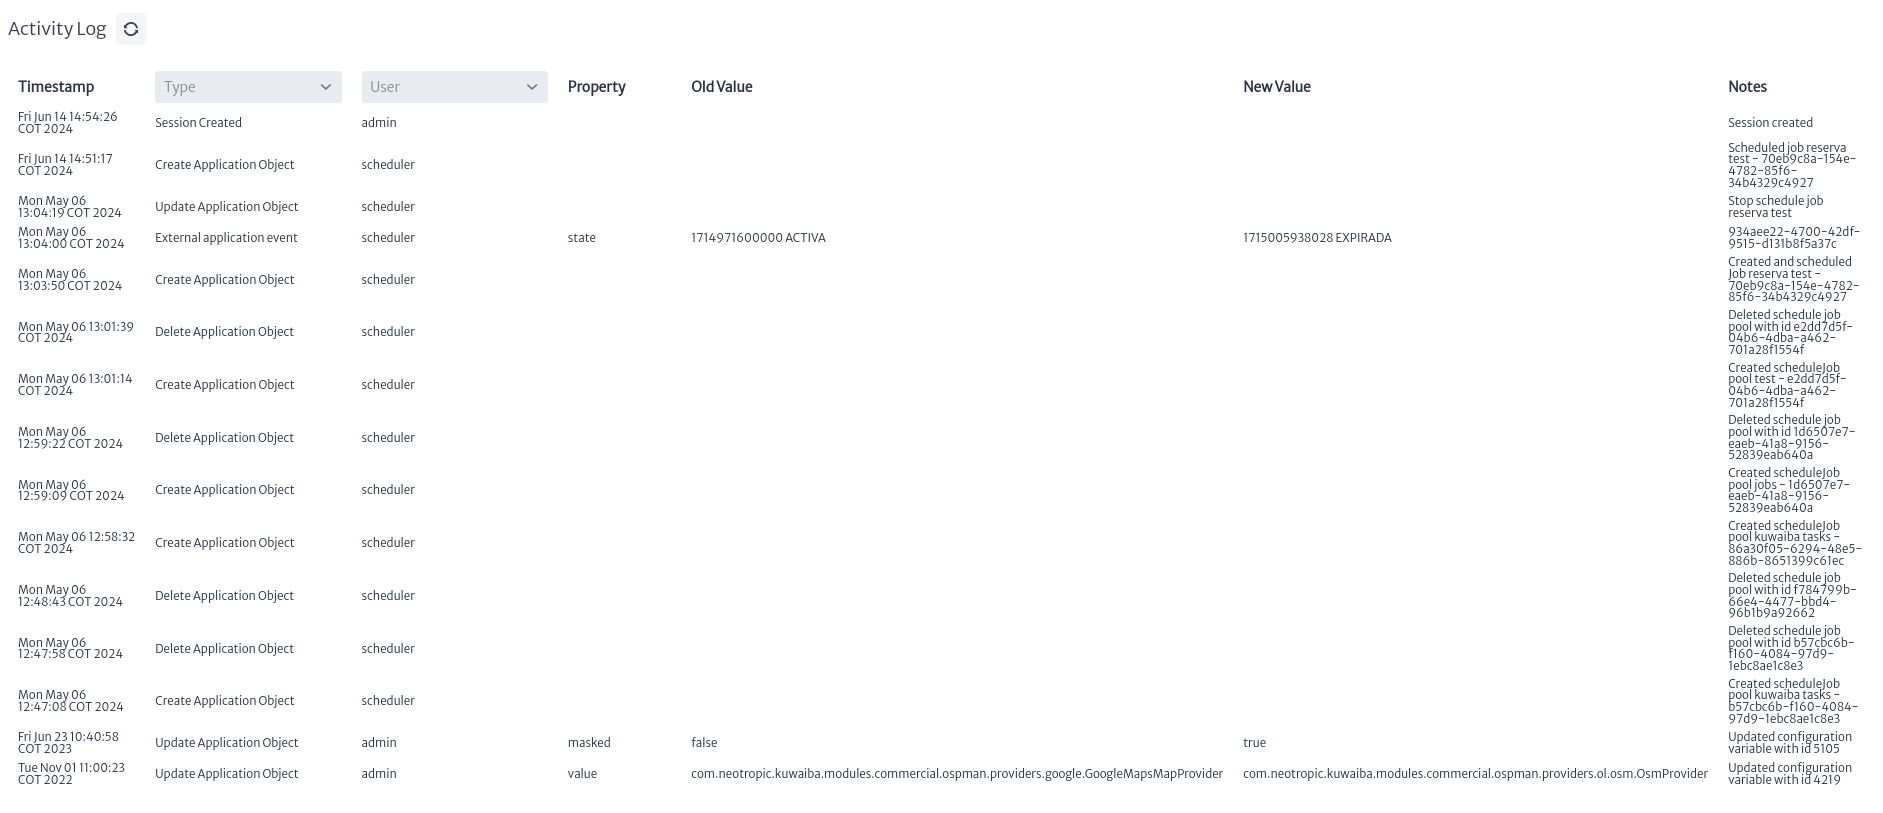 Activity Log
Timestamp Type User Property Old Value New Value Notes
Fri Jun 14 14:54:26
COT 2024
Session Created admin Session created
Fri Jun 14 14:51:17
COT 2024
Create Application Object scheduler
Scheduled job reserva
test - 70eb9c8a-154e-
4782-85f6-
34b4329c4927
Mon May 06
13:04:19 COT 2024
Update Application Object scheduler
Stop schedule job
reserva test
Mon May 06
13:04:00 COT 2024
External application event scheduler state 1714971600000 ACTIVA 1715005938028 EXPIRADA
934aee22-4700-42df-
9515-d131b8f5a37c
Mon May 06
13:03:50 COT 2024
Create Application Object scheduler
Created and scheduled
Job reserva test -
70eb9c8a-154e-4782-
85f6-34b4329c4927
Mon May 06 13:01:39
COT 2024
Delete Application Object scheduler
Deleted schedule job
pool with id e2dd7d5f-
04b6-4dba-a462-
701a28f1554f
Mon May 06 13:01:14
COT 2024
Create Application Object scheduler
Created scheduleJob
pool test - e2dd7d5f-
04b6-4dba-a462-
701a28f1554f
Mon May 06
12:59:22 COT 2024
Delete Application Object scheduler
Deleted schedule job
pool with id 1d6507e7-
eaeb-41a8-9156-
52839eab640a
Mon May 06
12:59:09 COT 2024
Create Application Object scheduler
Created scheduleJob
pool jobs - 1d6507e7-
eaeb-41a8-9156-
52839eab640a
Mon May 06 12:58:32
COT 2024
Create Application Object scheduler
Created scheduleJob
pool kuwaiba tasks -
86a30f05-6294-48e5-
886b-8651399c61ec
Mon May 06
12:48:43 COT 2024
Delete Application Object scheduler
Deleted schedule job
pool with id f784799b-
66e4-4477-bbd4-
96b1b9a92662
Mon May 06
12:47:58 COT 2024
Delete Application Object scheduler
Deleted schedule job
pool with id b57cbc6b-
f160-4084-97d9-
1ebc8ae1c8e3
Mon May 06
12:47:08 COT 2024
Create Application Object scheduler
Created scheduleJob
pool kuwaiba tasks -
b57cbc6b-f160-4084-
97d9-1ebc8ae1c8e3
Fri Jun 23 10:40:58
COT 2023
Update Application Object admin masked false true
Updated configuration
variable with id 5105
Tue Nov 01 11:00:23
COT 2022
Update Application Object admin value com.neotropic.kuwaiba.modules.commercial.ospman.providers.google.GoogleMapsMapProvider com.neotropic.kuwaiba.modules.commercial.ospman.providers.ol.osm.OsmProvider
Updated configuration
variable with id 4219